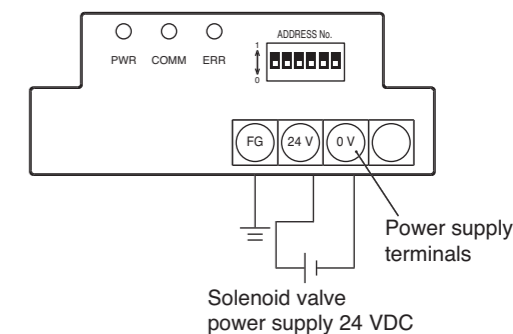 ADDRESS No.
1
0
PWR COMM ERR
FG 24 V 0 V
Power supply
terminals
Solenoid valve
power supply 24 VDC